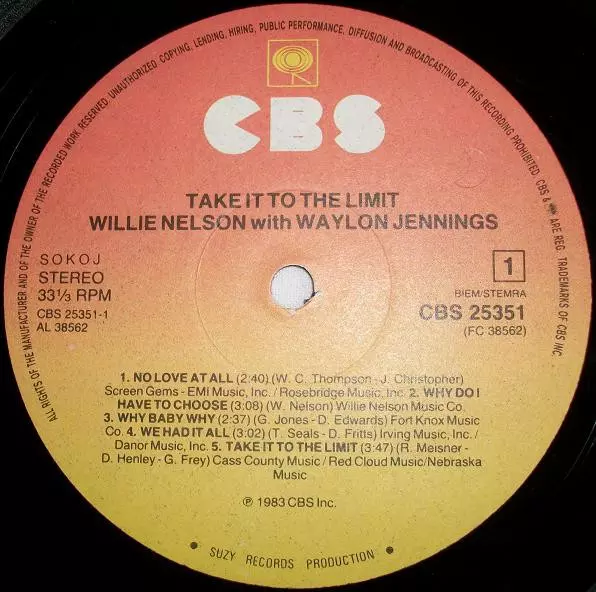 ALL RIGHTS OF THE MANUFACTURER AND OF THE OWNER OF THE RECORDED WORK RESERVED. UNAUTHORIZED COPYING, LENDING, HIRING, PUBLIC PERFORMANCE, DIFFUSION AND BROADCASTING OF THIS RECORDING PROHIBITED. CBS & ARE REG. TRADEMARKS OF CBS INC.
CBS
TAKE IT TO THE LIMIT
WILLIE NELSON with WAYLON JENNINGS
SOKOJ
STEREO
33⅓ RPM
CBS 25351-1
AL 38562
1
BIEM/STEMRA
CBS 25351
(FC 38562)
1. NO LOVE AT ALL (2:40) (W. C. Thompson - J. Christopher)
Screen Gems - EMI Music, Inc. / Rosebridge Music, Inc. 2. WHY DO I
HAVE TO CHOOSE (3:08) (W. Nelson) Willie Nelson Music Co.
3. WHY BABY WHY (2:37) (G. Jones - D. Edwards) Fort Knox Music
Co. 4. WE HAD IT ALL (3:02) (T. Seals - D. Fritts) Irving Music, Inc. /
Danor Music, Inc. 5. TAKE IT TO THE LIMIT (3:47) (R. Meisner -
D. Henley - G. Frey) Cass County Music / Red Cloud Music/Nebraska
Music
℗ 1983 CBS Inc.
• SUZY RECORDS PRODUCTION •